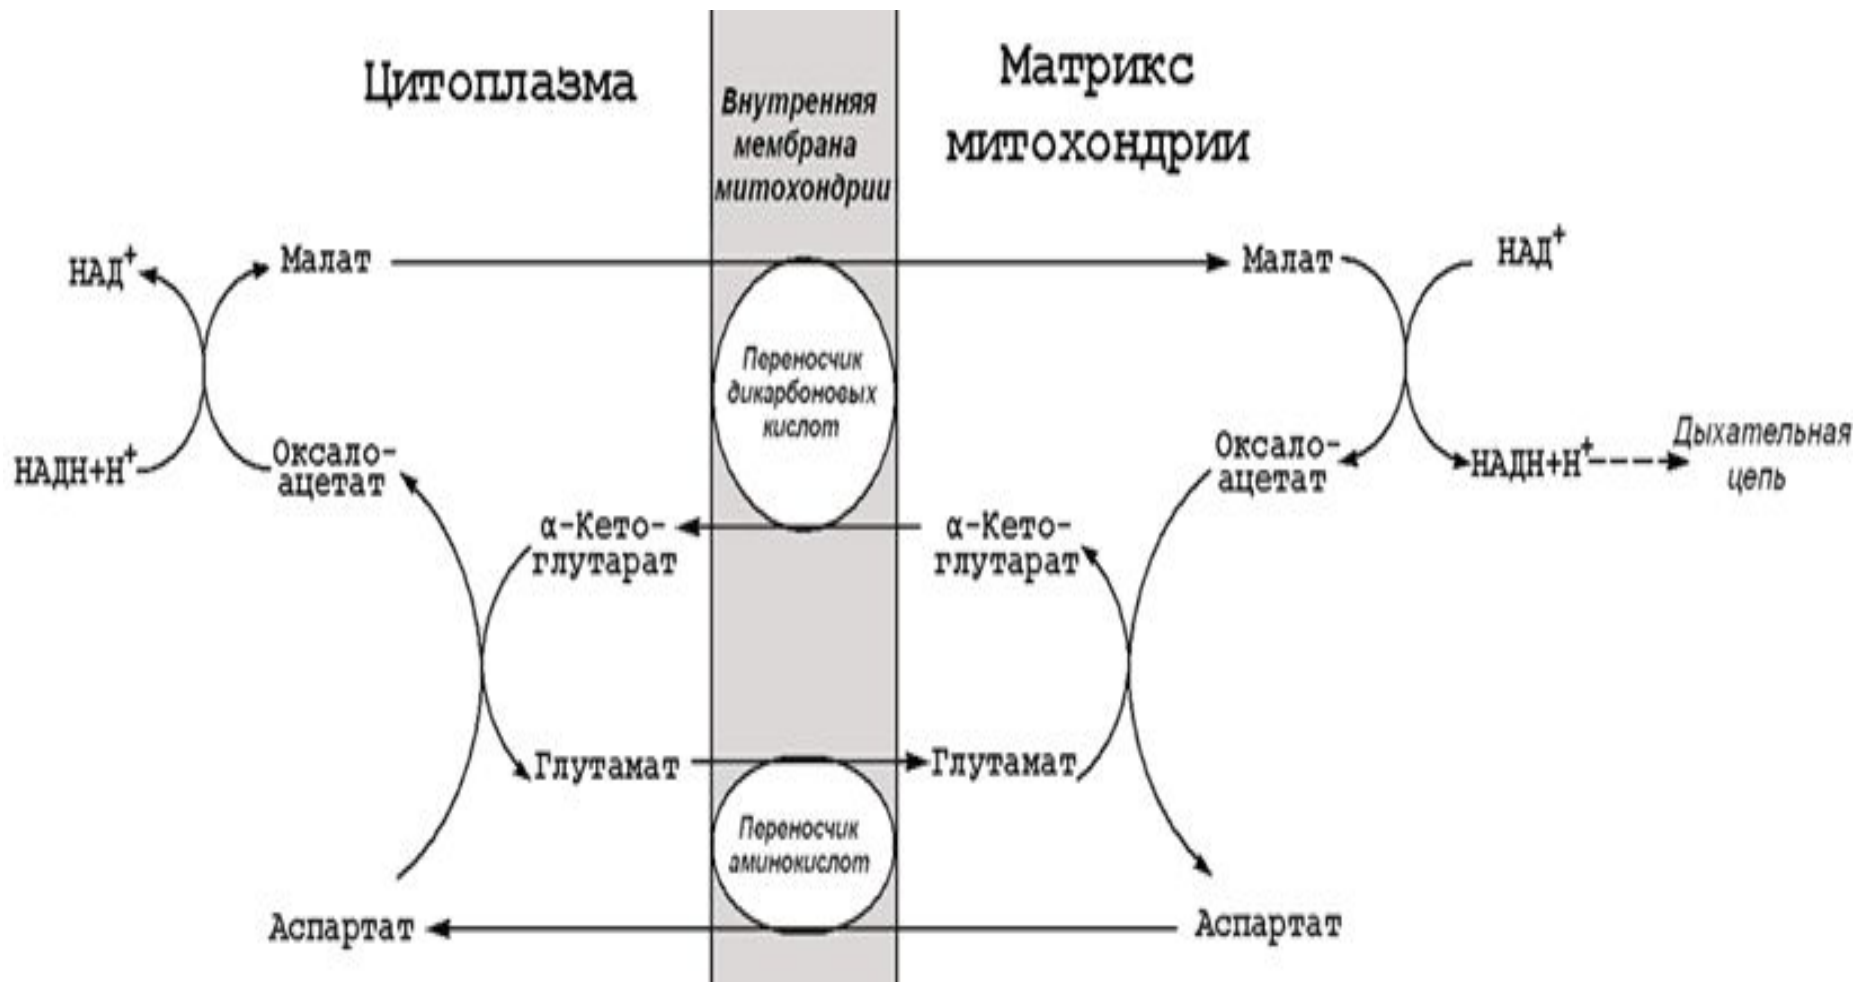 Цитоплазма
Внутренняя
мембрана
митохондрии
Матрикс
митохондрии
НАД⁺
Малат
Малат
НАД⁺
Переносчик
дикарбоновых
кислот
НАДН+Н⁺
Оксало-
ацетат
Оксало-
ацетат
НАДН+Н⁺
Дыхательная
цепь
α-Кето-
глутарат
α-Кето-
глутарат
Глутамат
Глутамат
Переносчик
аминокислот
Аспартат
Аспартат